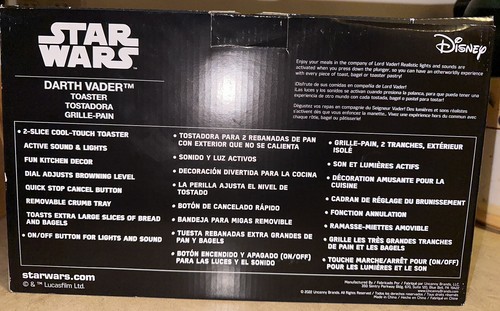 STAR
WARS
DARTH VADER™
TOASTER
TOSTADORA
GRILLE-PAIN
Disney
Enjoy your meals in the company of Lord Vader! Realistic lights and sounds are
activated when you press down the plunger, so you can have an otherworldly experience
with every piece of toast, bagel or toaster pastry!
Disfrute de sus comidas en compañía de Lord Vader!
¡Las luces y los sonidos se activan cuando presiona la palanca, para que pueda tener una
experiencia de otro mundo con cada tostada, bagel o pastel para tostar!
Dégustez vos repas en compagnie de Seigneur Vader! Des lumières et sons réalistes
s'activent dès que vous enfoncez la manette. Vivez une expérience hors du commun avec
chaque rôtie, bagel ou pâtisserie!
• 2-SLICE COOL-TOUCH TOASTER
ACTIVE SOUND & LIGHTS
FUN KITCHEN DECOR
DIAL ADJUSTS BROWNING LEVEL
QUICK STOP CANCEL BUTTON
REMOVABLE CRUMB TRAY
TOASTS EXTRA LARGE SLICES OF BREAD
AND BAGELS
• ON/OFF BUTTON FOR LIGHTS AND SOUND
• TOSTADORA PARA 2 REBANADAS DE PAN
CON EXTERIOR QUE NO SE CALIENTA
• SONIDO Y LUZ ACTIVOS
• DECORACIÓN DIVERTIDA PARA LA COCINA
• LA PERILLA AJUSTA EL NIVEL DE
TOSTADO
• BOTÓN DE CANCELADO RÁPIDO
• BANDEJA PARA MIGAS REMOVIBLE
• TUESTA REBANADAS EXTRA GRANDES DE
PAN Y BAGELS
• BOTÓN ENCENDIDO Y APAGADO (ON/OFF)
PARA LAS LUCES Y EL SONIDO
• GRILLE-PAIN, 2 TRANCHES, EXTÉRIEUR
ISOLÉ
• SON ET LUMIÈRES ACTIFS
• DÉCORATION AMUSANTE POUR LA
CUISINE
• CADRAN DE RÉGLAGE DU BRUNISSEMENT
• FONCTION ANNULATION
• RAMASSE-MIETTES AMOVIBLE
• GRILLE LES TRÈS GRANDES TRANCHES
DE PAIN ET LES BAGELS
• TOUCHE MARCHE/ARRÊT POUR (ON/OFF)
POUR LES LUMIÈRES ET LE SON
starwars.com
© & ™ Lucasfilm Ltd.
Manufactured By / Fabricado Por / Fabriqué Par Uncanny Brands, LLC
© 2020 Uncanny Brands. All Rights Reserved / Todos los derechos reservados / Tous droits réservés
Made in China / Hecho en China / Fabriqué en Chine